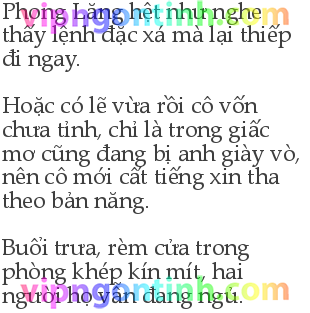 Phong Lăng hệt như nghe
thấy lệnh đặc xá mà lại thiếp
đi ngay.
Hoặc có lẽ vừa rồi cô vốn
chưa tỉnh, chỉ là trong giấc
mơ cũng đang bị anh giày vò,
nên cô mới cất tiếng xin tha
theo bản năng.
Buổi trưa, rèm cửa trong
phòng khép kín mít, hai
người họ vẫn đang ngủ.
vipngontinh.com
vipngontinh.com